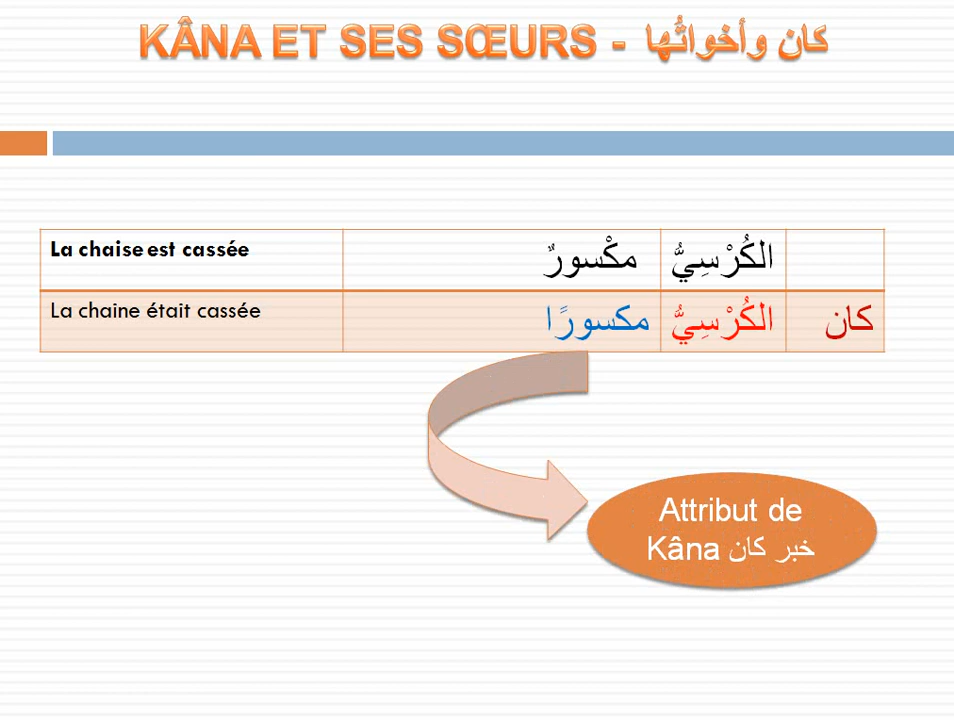 KÂNA ET SES SŒURS - كان وأخواتُها
La chaise est cassée الكُرْسِيُّ مكْسورٌ
La chaine était cassée كان الكُرْسِيُّ مكسورًا
Attribut de
Kâna خبر كان